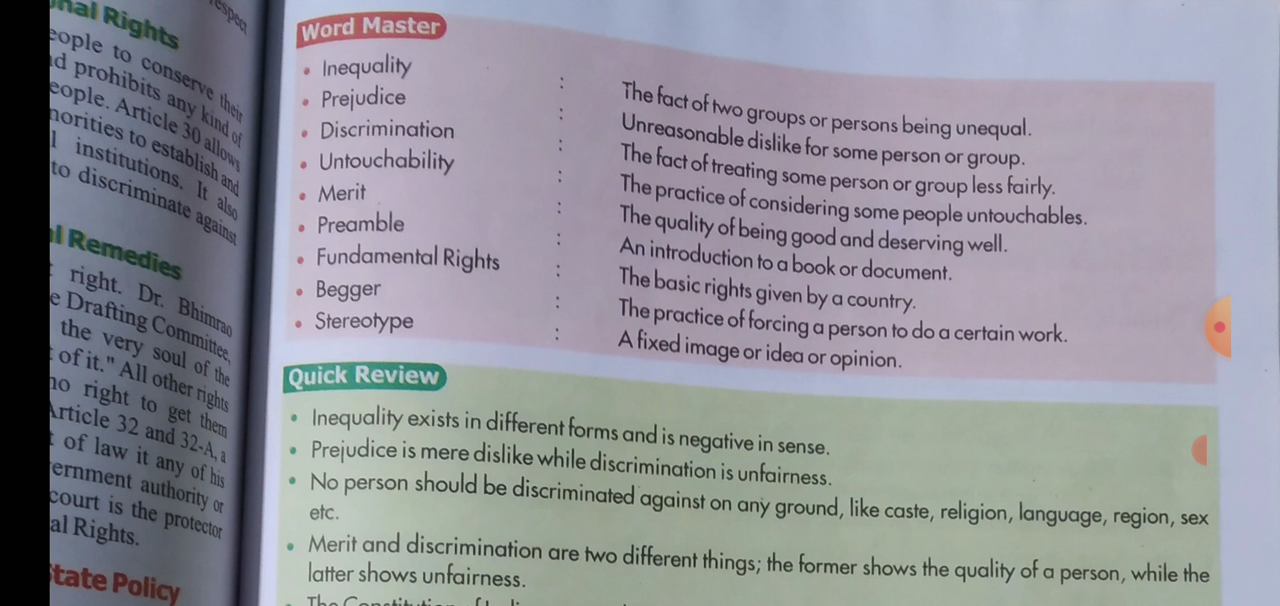 respect
nal Rights
eople to conserve their
d prohibits any kind of
eople. Article 30 allows
norities to establish and
l institutions. It also
to discriminate against
l Remedies
right. Dr. Bhimrao
e Drafting Committee,
the very soul of the
of it." All other rights
no right to get them
Article 32 and 32-A, a
of law it any of his
ernment authority or
court is the protector
al Rights.
State Policy
Word Master
• Inequality : The fact of two groups or persons being unequal.
• Prejudice : Unreasonable dislike for some person or group.
• Discrimination : The fact of treating some person or group less fairly.
• Untouchability : The practice of considering some people untouchables.
• Merit : The quality of being good and deserving well.
• Preamble : An introduction to a book or document.
• Fundamental Rights : The basic rights given by a country.
• Begger : The practice of forcing a person to do a certain work.
• Stereotype : A fixed image or idea or opinion.
Quick Review
• Inequality exists in different forms and is negative in sense.
• Prejudice is mere dislike while discrimination is unfairness.
• No person should be discriminated against on any ground, like caste, religion, language, region, sex
etc.
• Merit and discrimination are two different things; the former shows the quality of a person, while the
latter shows unfairness.
• The Constitution of